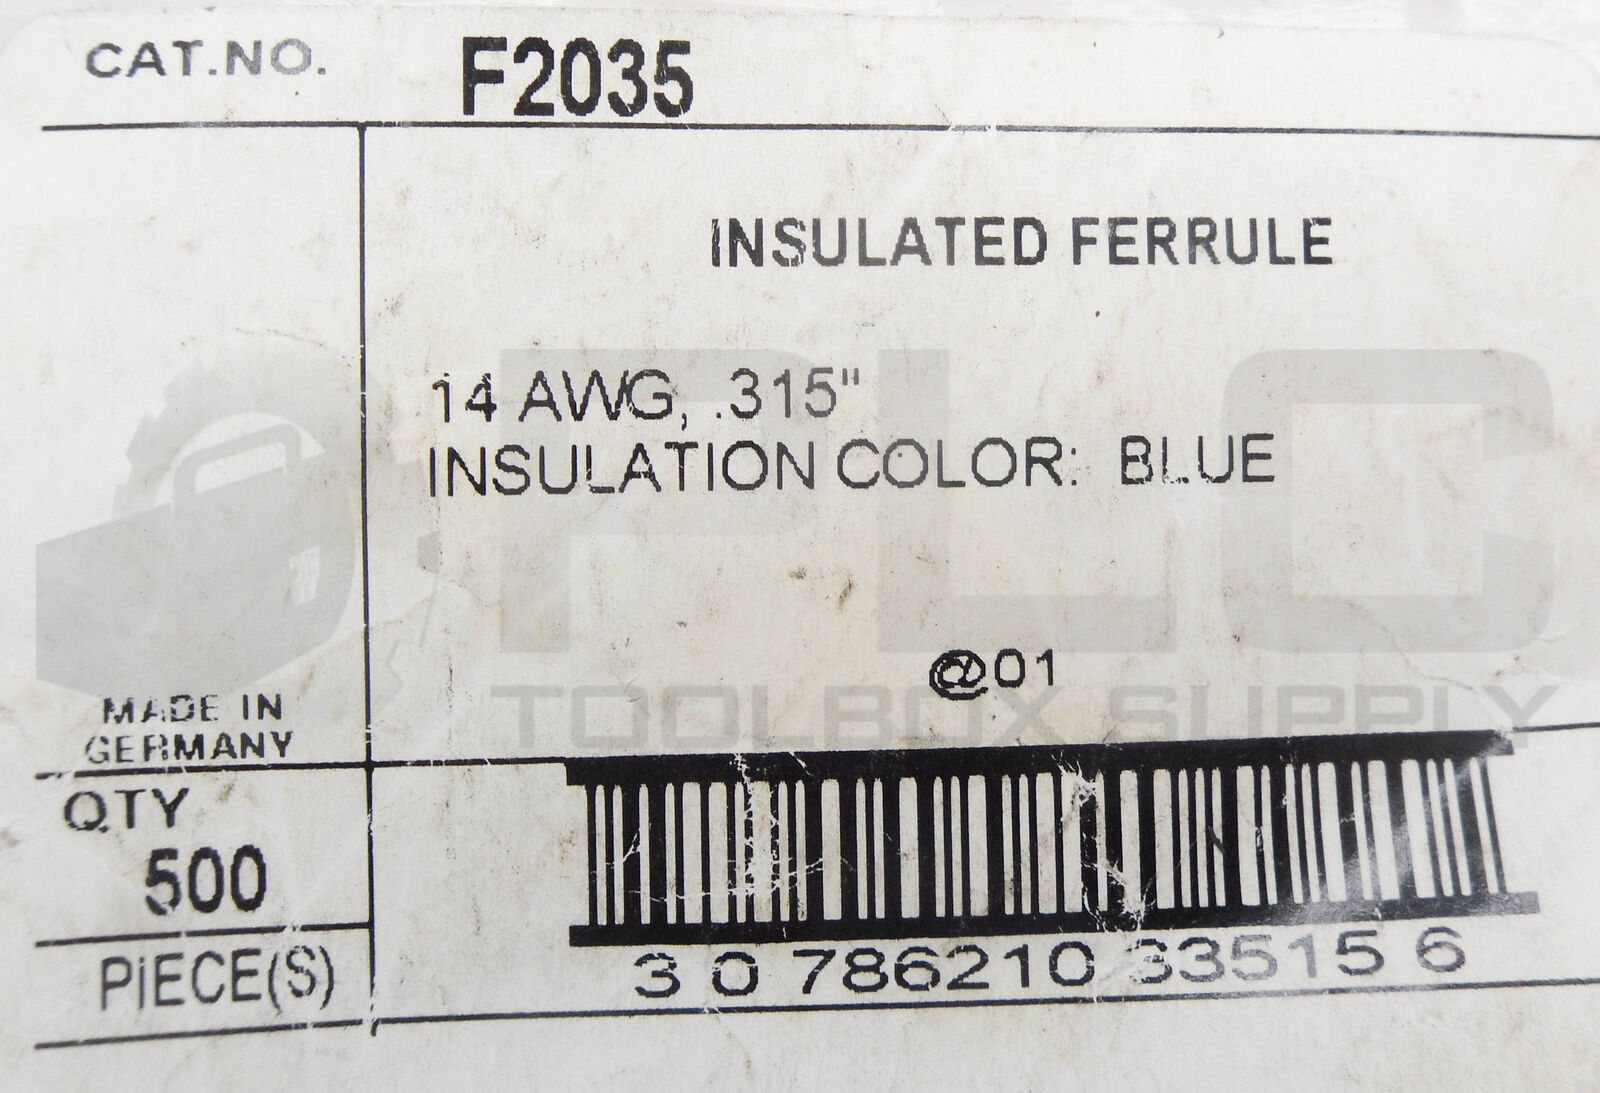 CAT.NO. F2035
INSULATED FERRULE
14 AWG, .315"
INSULATION COLOR: BLUE
@01
MADE IN
GERMANY
QTY
500
PIECE(S)
3 0 786210 33515 6
PLC
TOOLBOX SUPPLY